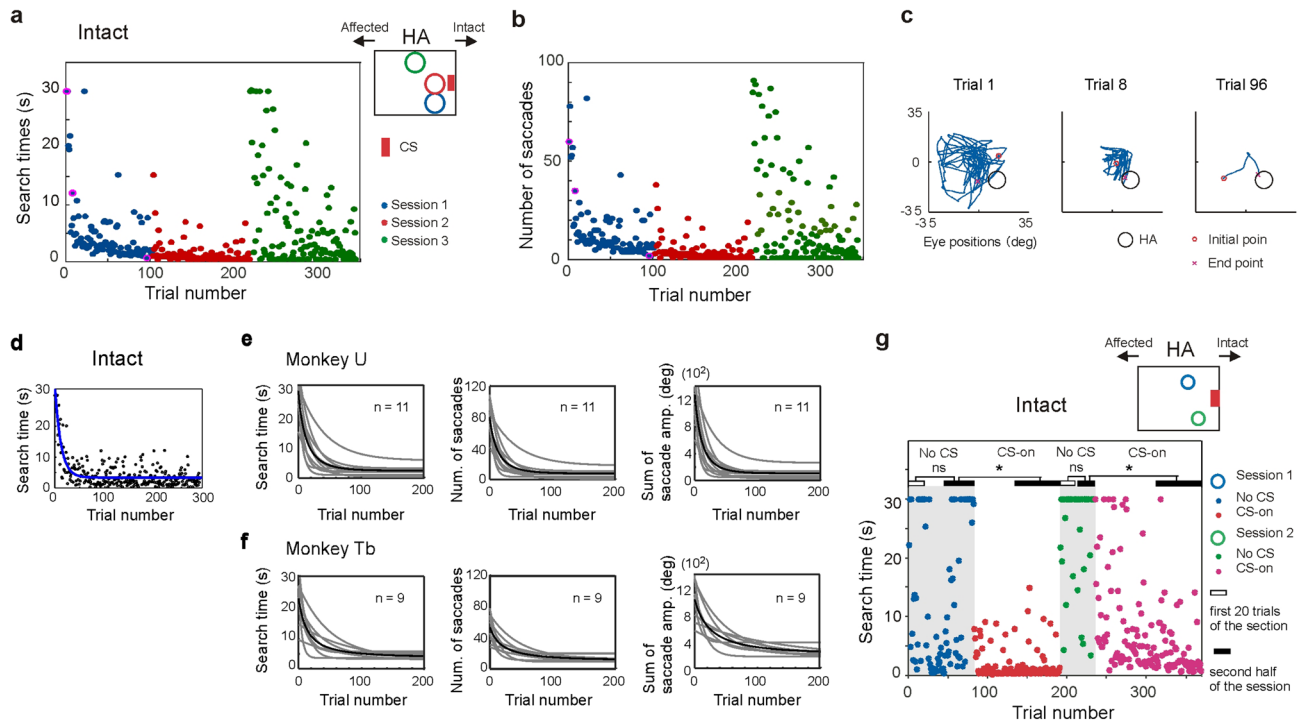 a
Intact
Affected
HA
Intact
Search times (s)
30
20
10
0
0
100
200
300
Trial number
CS
Session 1
Session 2
Session 3
b
Number of saccades
100
50
0
0
100
200
300
Trial number
c
Trial 1
Trial 8
Trial 96
35
0
-35
-35
35
Eye positions (deg)
HA
Initial poin
End point
d
Intact
Search time (s)
30
20
10
0
0
100
200
300
Trial number
e
Monkey U
Search time (s)
30
20
10
0
n = 11
0
100
200
Num. of saccades
120
80
40
0
n = 11
0
100
200
Trial number
Sum of
saccade amp. (deg)
(10²)
12
8
4
0
n = 11
0
100
200
f
Monkey Tb
Search time (s)
30
20
10
0
n = 9
0
100
200
Num. of saccades
120
80
40
0
n = 9
0
100
200
Trial number
Sum of
saccade amp. (deg)
(10²)
12
8
4
0
n = 9
0
100
200
g
Affected
HA
Intact
Intact
No CS
CS-on
No CS
CS-on
ns
*
ns
*
Search time (s)
30
20
10
0
0
100
200
300
Trial number
Session 1
No CS
CS-on
Session 2
No CS
CS-on
first 20 trials
of the section
second half
of the session